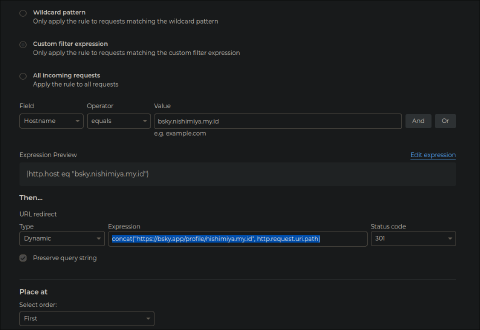 Wildcard pattern
Only apply the rule to requests matching the wildcard pattern
Custom filter expression
Only apply the rule to requests matching the custom filter expression
All incoming requests
Apply the rule to all requests
Field Operator Value
Hostname equals bsky.nishimiya.my.id And Or
e.g. example.com
Expression Preview Edit expression
(http.host eq "bsky.nishimiya.my.id")
Then...
URL redirect
Type Expression Status code
Dynamic concat("https://bsky.app/profile/nishimiya.my.id", http.request.uri.path) 301
Preserve query string
Place at
Select order:
First